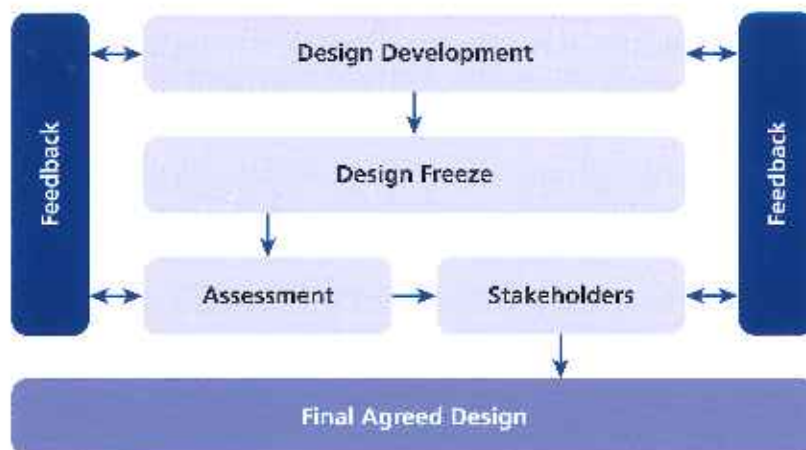 Design Development
Feedback
Feedback
Design Freeze
Assessment
Stakeholders
Final Agreed Design